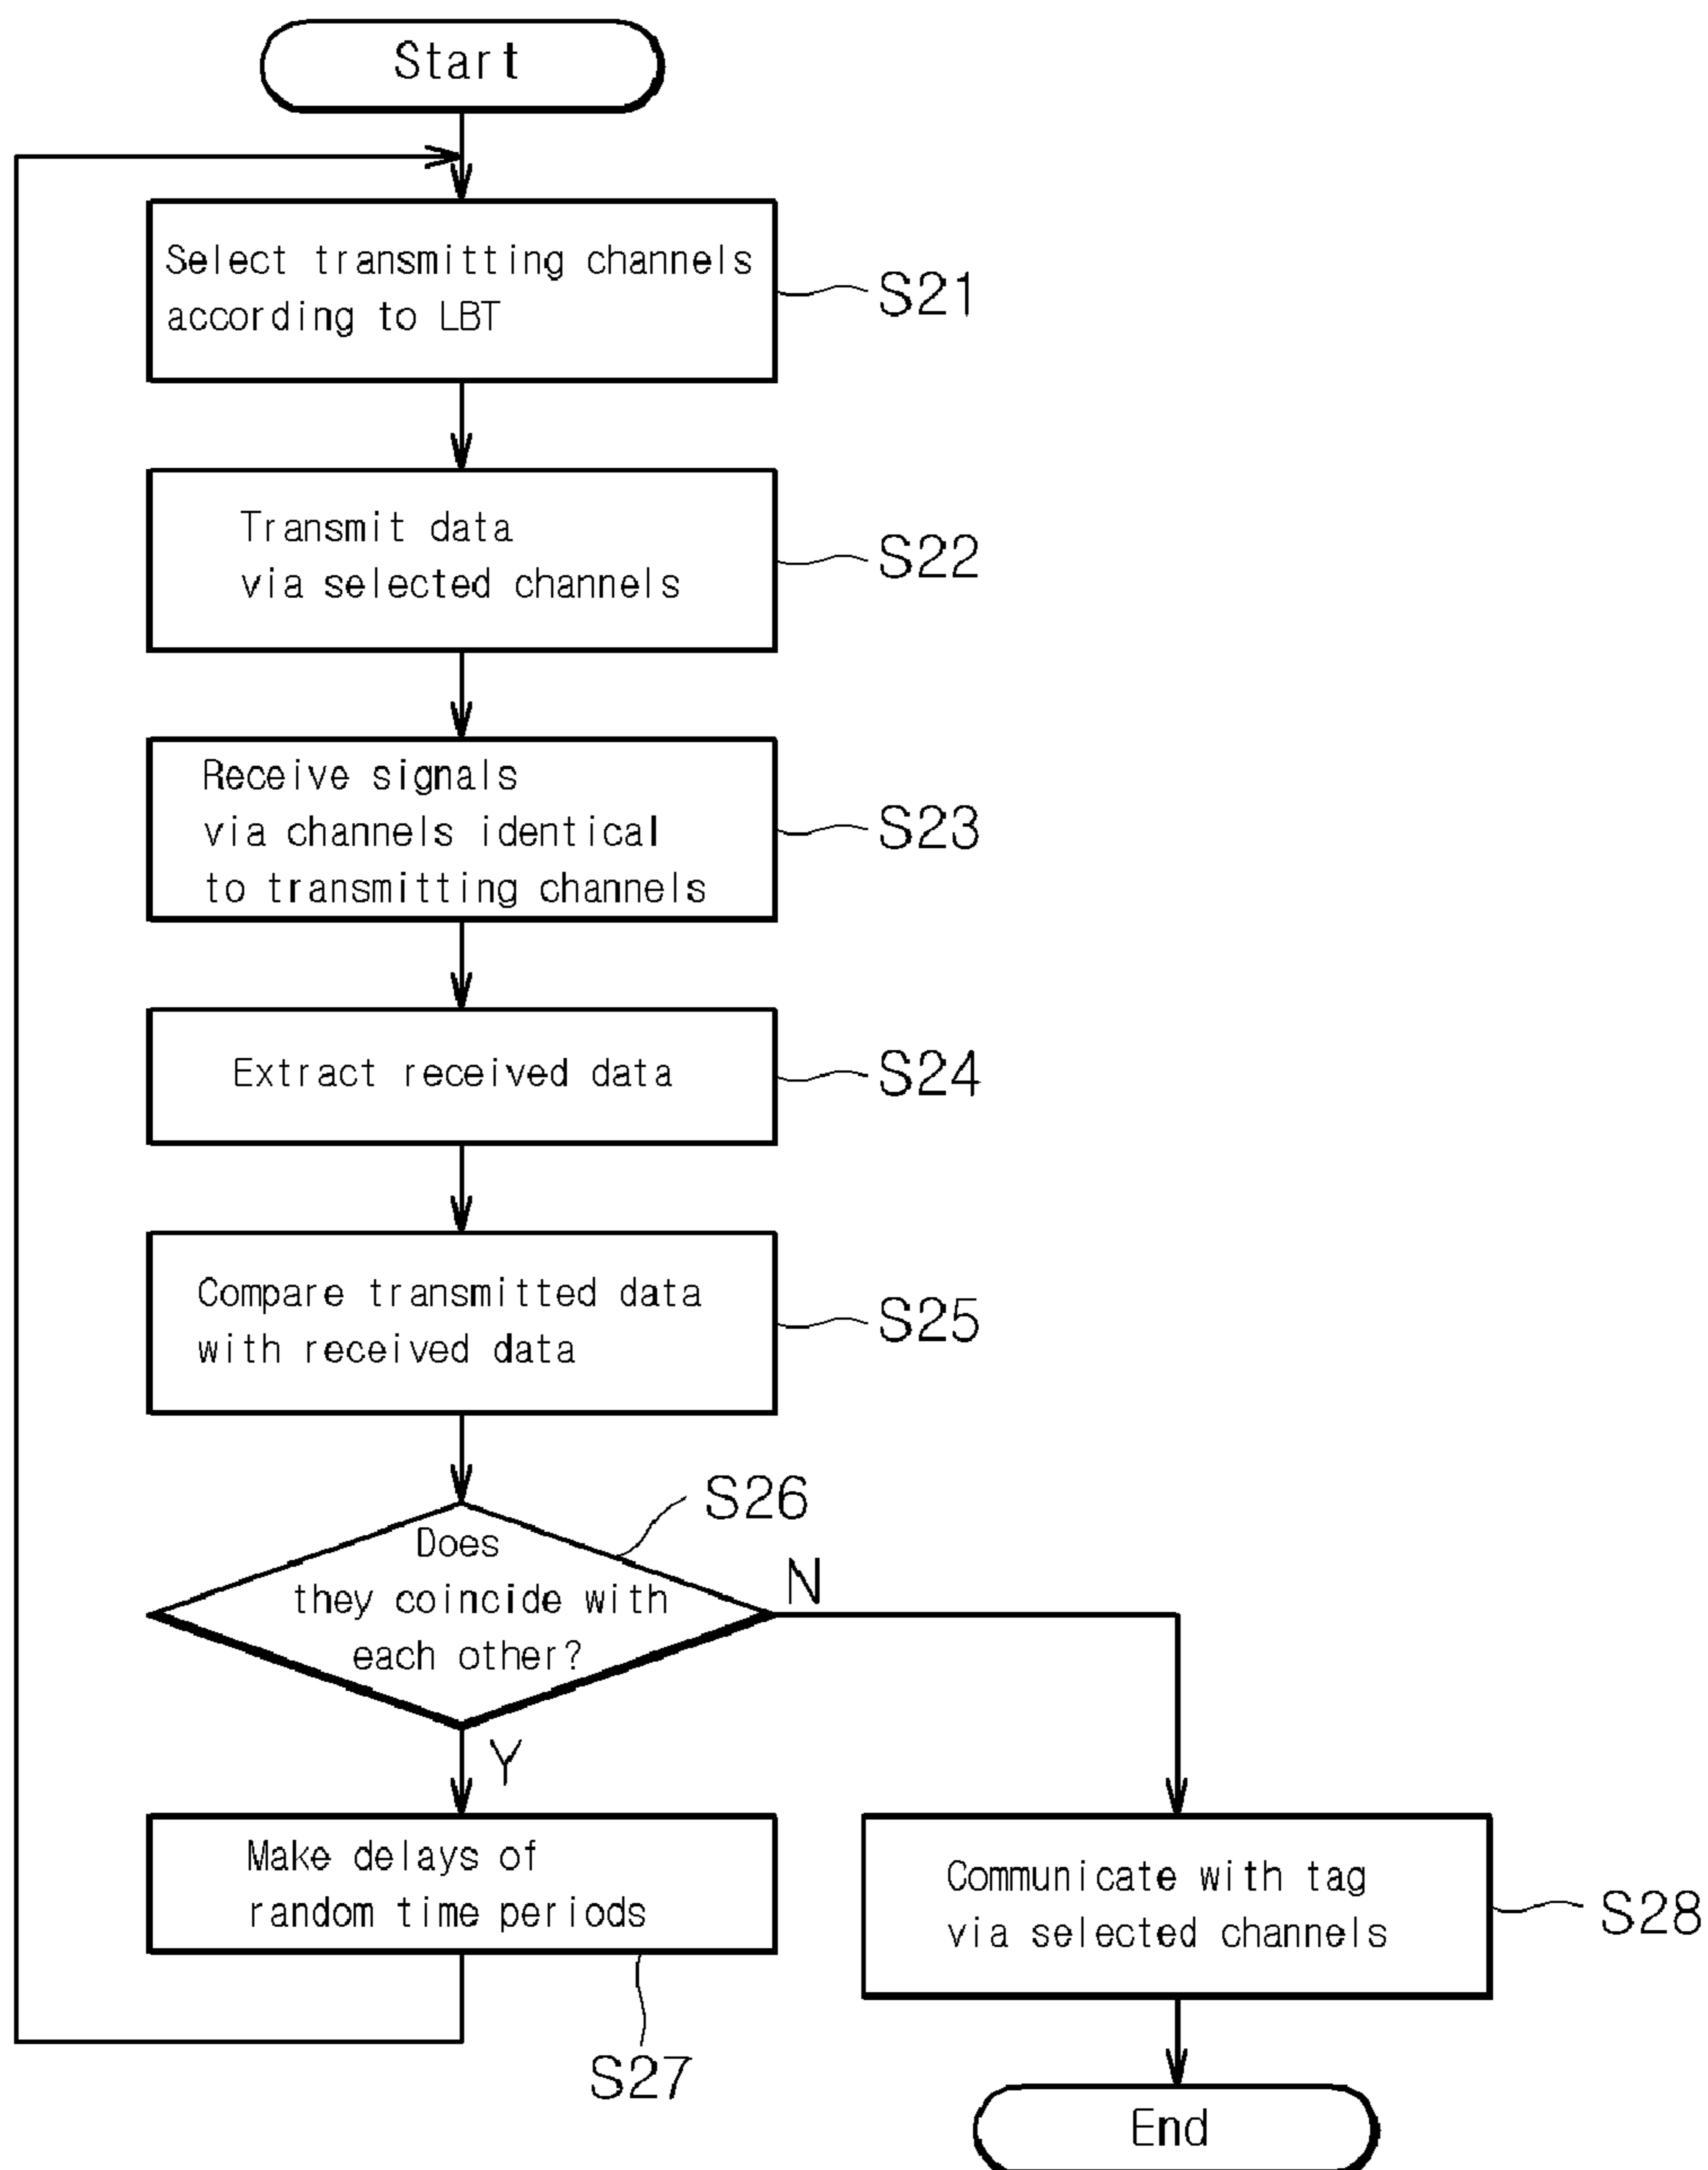 Start
Select transmitting channels
according to LBT
S21
Transmit data
via selected channels
S22
Receive signals
via channels identical
to transmitting channels
S23
Extract received data
S24
Compare transmitted data
with received data
S25
S26
Does
they coincide with
each other?
N
Y
Make delays of
random time periods
S27
Communicate with tag
via selected channels
S28
End